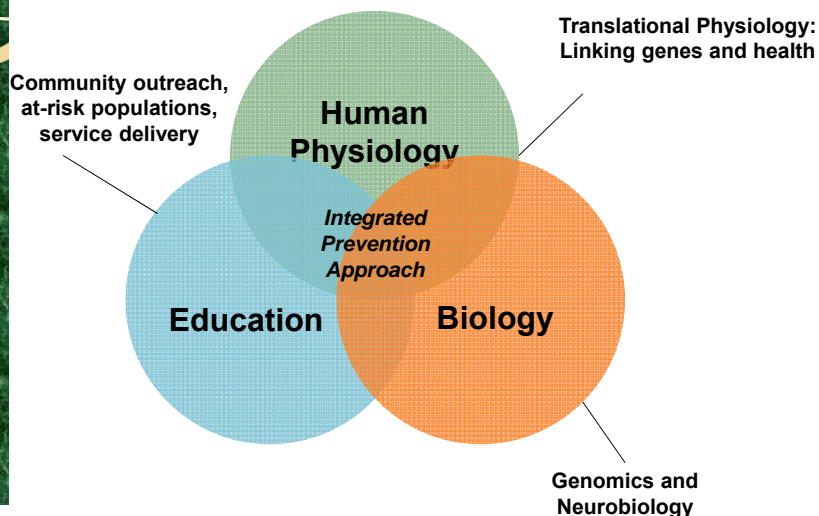 Translational Physiology:
Linking genes and health
Community outreach,
at-risk populations,
service delivery
Human
Physiology
Integrated
Prevention
Approach
Education
Biology
Genomics and
Neurobiology